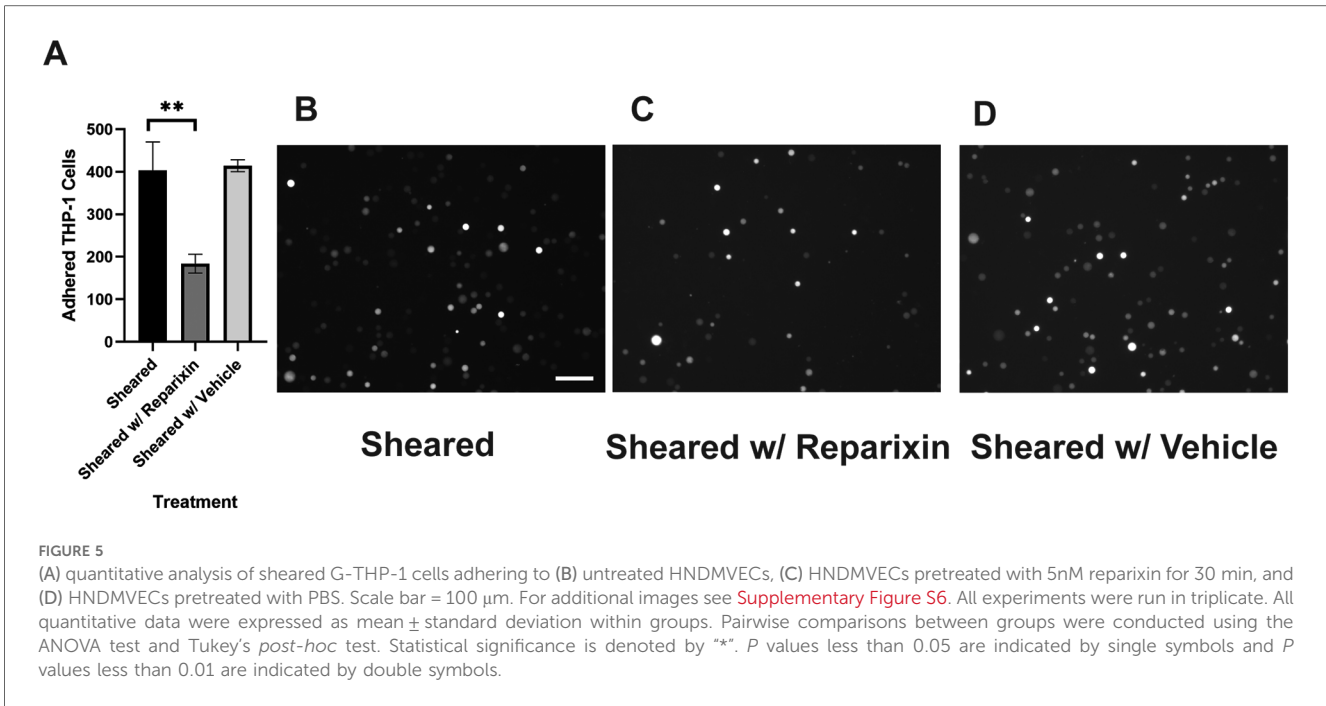 A
**
500
400
300
200
100
0
Adhered THP-1 Cells
Sheared
Sheared w/ Reparixin
Sheared w/ Vehicle
Treatment
B
Sheared
C
Sheared w/ Reparixin
D
Sheared w/ Vehicle
FIGURE 5
(A) quantitative analysis of sheared G-THP-1 cells adhering to (B) untreated HNDMVECs, (C) HNDMVECs pretreated with 5nM reparixin for 30 min, and
(D) HNDMVECs pretreated with PBS. Scale bar = 100 μm. For additional images see Supplementary Figure S6. All experiments were run in triplicate. All
quantitative data were expressed as mean ± standard deviation within groups. Pairwise comparisons between groups were conducted using the
ANOVA test and Tukey's post-hoc test. Statistical significance is denoted by "*". P values less than 0.05 are indicated by single symbols and P
values less than 0.01 are indicated by double symbols.